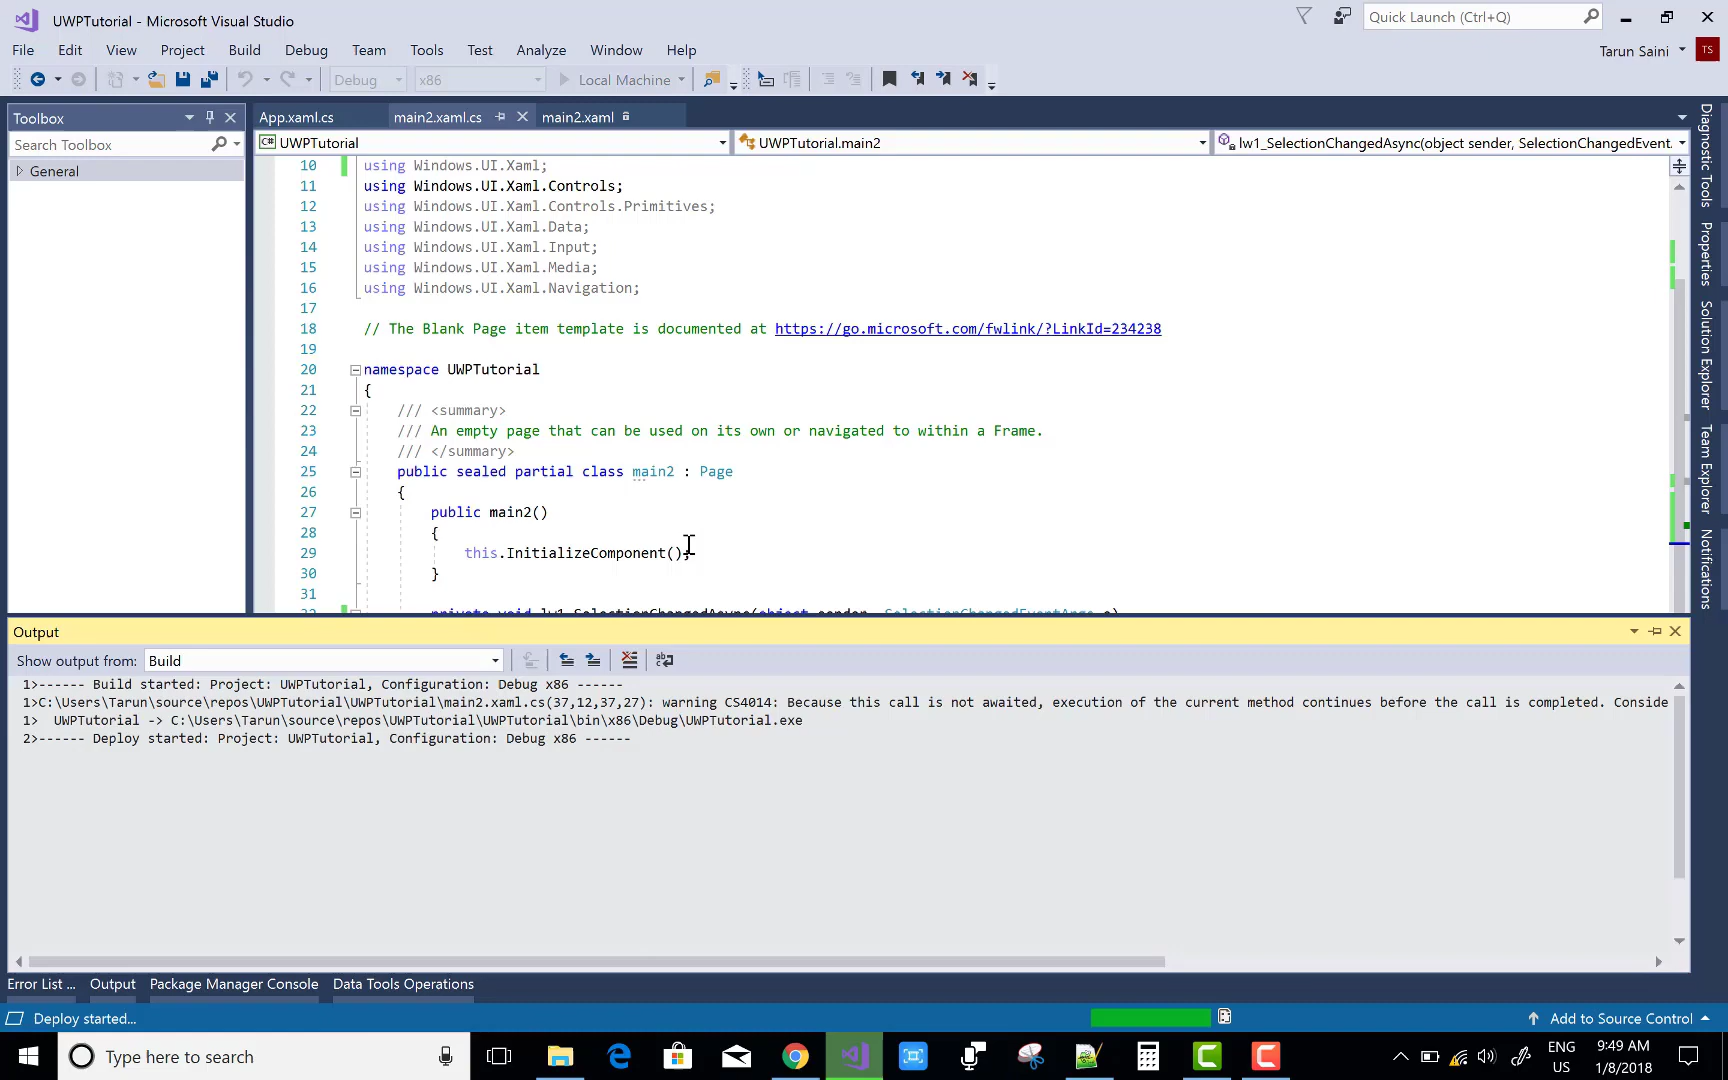 UWPTutorial - Microsoft Visual Studio
Quick Launch (Ctrl+Q)
File Edit View Project Build Debug Team Tools Test Analyze Window Help
Tarun Saini
TS
Debug
x86
Local Machine
Toolbox
Search Toolbox
General
App.xaml.cs
main2.xaml.cs
main2.xaml
UWPTutorial
UWPTutorial.main2
lw1_SelectionChangedAsync(object sender, SelectionChangedEvent.
10 using Windows.UI.Xaml;
11 using Windows.UI.Xaml.Controls;
12 using Windows.UI.Xaml.Controls.Primitives;
13 using Windows.UI.Xaml.Data;
14 using Windows.UI.Xaml.Input;
15 using Windows.UI.Xaml.Media;
16 using Windows.UI.Xaml.Navigation;
17
18 // The Blank Page item template is documented at https://go.microsoft.com/fwlink/?LinkId=234238
19
20 namespace UWPTutorial
21 {
22 /// <summary>
23 /// An empty page that can be used on its own or navigated to within a Frame.
24 /// </summary>
25 public sealed partial class main2 : Page
26 {
27 public main2()
28 {
29 this.InitializeComponent();
30 }
31
32 private void lw1_SelectionChangedAsync(object sender, SelectionChangedEventArgs e)
Diagnostic Tools
Properties
Solution Explorer
Team Explorer
Notifications
Output
Show output from: Build
1>------ Build started: Project: UWPTutorial, Configuration: Debug x86 ------
1>C:\Users\Tarun\source\repos\UWPTutorial\UWPTutorial\main2.xaml.cs(37,12,37,27): warning CS4014: Because this call is not awaited, execution of the current method continues before the call is completed. Conside
1>  UWPTutorial -> C:\Users\Tarun\source\repos\UWPTutorial\UWPTutorial\bin\x86\Debug\UWPTutorial.exe
2>------ Deploy started: Project: UWPTutorial, Configuration: Debug x86 ------
Error List ... Output Package Manager Console Data Tools Operations
Deploy started...
Add to Source Control
Type here to search
ENG
US
9:49 AM
1/8/2018